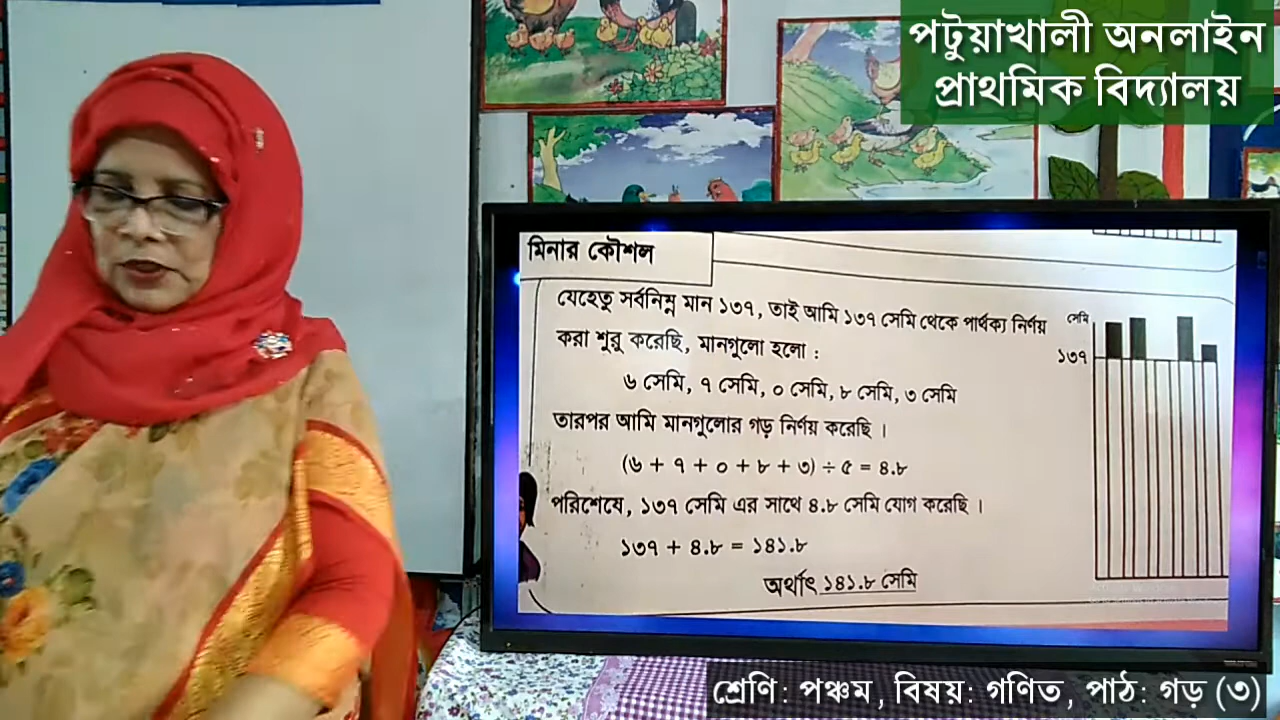 পটুয়াখালী অনলাইন
প্রাথমিক বিদ্যালয়
মিনার কৌশল
যেহেতু সর্বনিম্ন মান ১৩৭, তাই আমি ১৩৭ সেমি থেকে পার্থক্য নির্ণয়
করা শুরু করেছি, মানগুলো হলো :
৬ সেমি, ৭ সেমি, ০ সেমি, ৮ সেমি, ৩ সেমি
তারপর আমি মানগুলোর গড় নির্ণয় করেছি ।
(৬ + ৭ + ০ + ৮ + ৩) ÷ ৫ = ৪.৮
পরিশেষে, ১৩৭ সেমি এর সাথে ৪.৮ সেমি যোগ করেছি ।
১৩৭ + ৪.৮ = ১৪১.৮
অর্থাৎ ১৪১.৮ সেমি
সেমি
১৩৭
শ্রেণি: পঞ্চম, বিষয়: গণিত, পাঠ: গড় (৩)